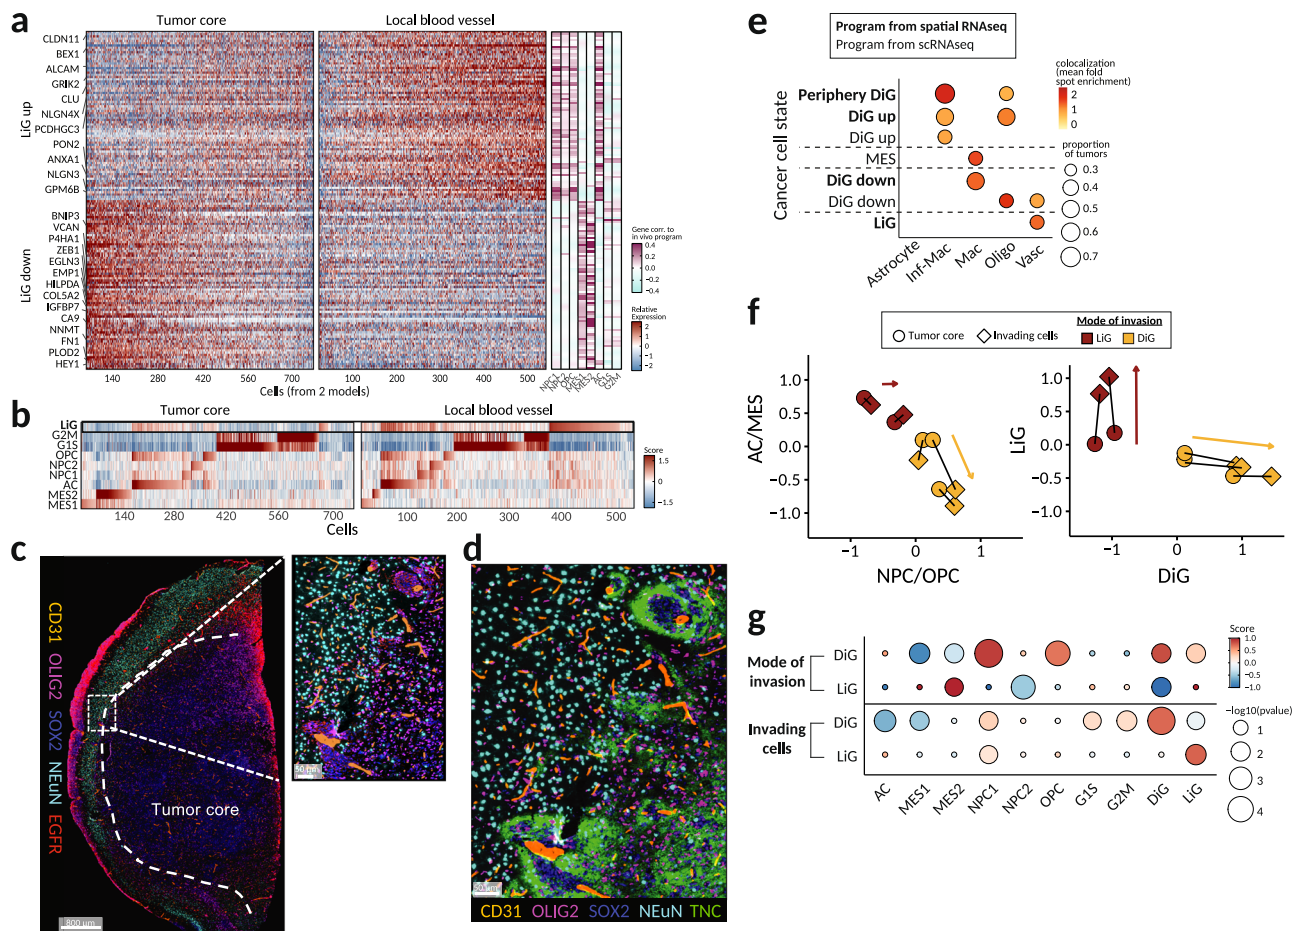 a
Tumor core
Local blood vessel
LiG up
CLDN11
BEX1
ALCAM
GRIK2
CLU
NLGN4X
PCDHGC3
PON2
ANXA1
NLGN3
GPM6B
LiG down
BNIP3
VCAN
P4HA1
ZEB1
EGLN3
EMP1
HILPDA
COL5A2
IGFBP7
CA9
NNMT
FN1
PLOD2
HEY1
140 280 420 560 700
100 200 300 400 500
Cells (from 2 models)
NPC1 NPC2 OPC MES1 MES2 AC G1S G2M
Gene corr. to
in vivo program
0.4
0.2
0.0
−0.2
−0.4
Relative
Expression
2
1
0
−1
−2
b
Tumor core
Local blood vessel
LiG
G2M
G1S
OPC
NPC2
NPC1
AC
MES2
MES1
140 280 420 560 700
100 200 300 400 500
Cells
Score
1.5
−1.5
c
CD31 OLIG2 SOX2 NEuN EGFR
Tumor core
800 µm
50 µm
d
CD31 OLIG2 SOX2 NEuN TNC
e
Program from spatial RNAseq
Program from scRNAseq
Cancer cell state
Periphery DiG
DiG up
DiG up
MES
DiG down
DiG down
LiG
Astrocyte Inf-Mac Mac Oligo Vasc
colocalization
(mean fold
spot enrichment)
2
1
0
proportion
of tumors
0.3
0.4
0.5
0.6
0.7
f
Tumor core Invading cells
Mode of invasion
LiG DiG
AC/MES
1.0
0.5
0.0
−0.5
−1.0
−1 0 1
NPC/OPC
LiG
1.0
0.5
0.0
−0.5
−1.0
−1 0 1
DiG
g
Mode of
invasion
DiG
LiG
Invading
cells
DiG
LiG
AC MES1 MES2 NPC1 NPC2 OPC G1S G2M DiG LiG
Score
1.0
0.5
0.0
−0.5
−1.0
−log10(pvalue)
1
2
3
4